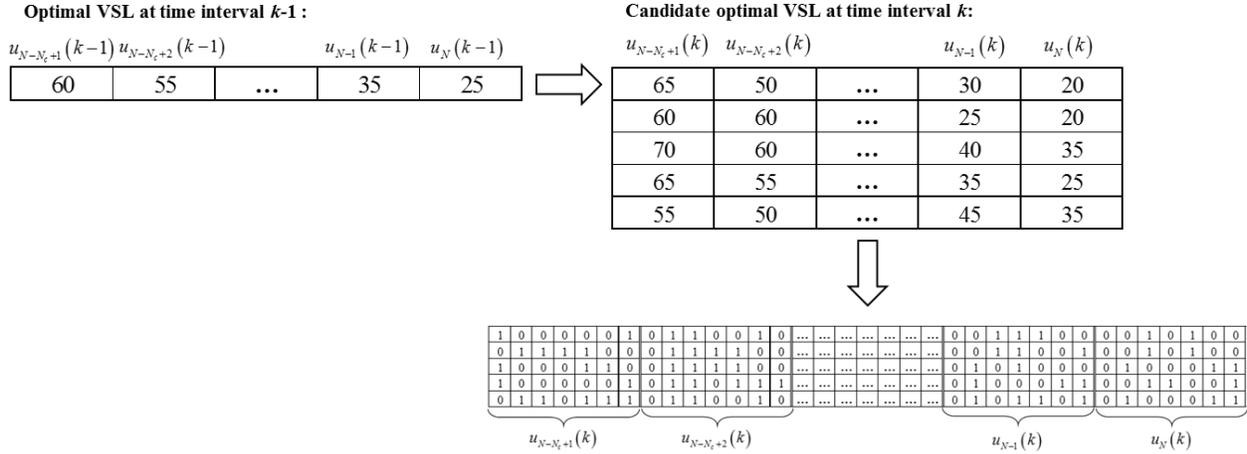 Optimal VSL at time interval k-1 :
u_{N-N_c+1}(k-1) u_{N-N_c+2}(k-1) u_{N-1}(k-1) u_N(k-1)
60 55 ... 35 25
Candidate optimal VSL at time interval k:
u_{N-N_c+1}(k) u_{N-N_c+2}(k) u_{N-1}(k) u_N(k)
65 50 ... 30 20
60 60 ... 25 20
70 60 ... 40 35
65 55 ... 35 25
55 50 ... 45 35
1 0 0 0 0 0 1 0 1 1 0 0 1 0 ... ... ... ... ... ... ... 0 0 1 1 1 0 0 0 0 1 0 1 0 0
0 1 1 1 1 0 0 0 1 1 1 1 0 0 ... ... ... ... ... ... ... 0 0 1 1 0 0 1 0 0 1 0 1 0 0
1 0 0 0 1 1 0 0 1 1 1 1 0 0 ... ... ... ... ... ... ... 0 1 0 1 0 0 0 0 1 0 0 0 1 1
1 0 0 0 0 0 1 0 1 1 0 1 1 1 ... ... ... ... ... ... ... 0 1 0 0 0 1 1 0 0 1 1 0 0 1
0 1 1 0 1 1 1 0 1 1 0 0 1 0 ... ... ... ... ... ... ... 0 1 0 1 1 0 1 0 1 0 0 0 1 1
u_{N-N_c+1}(k) u_{N-N_c+2}(k) u_{N-1}(k) u_N(k)